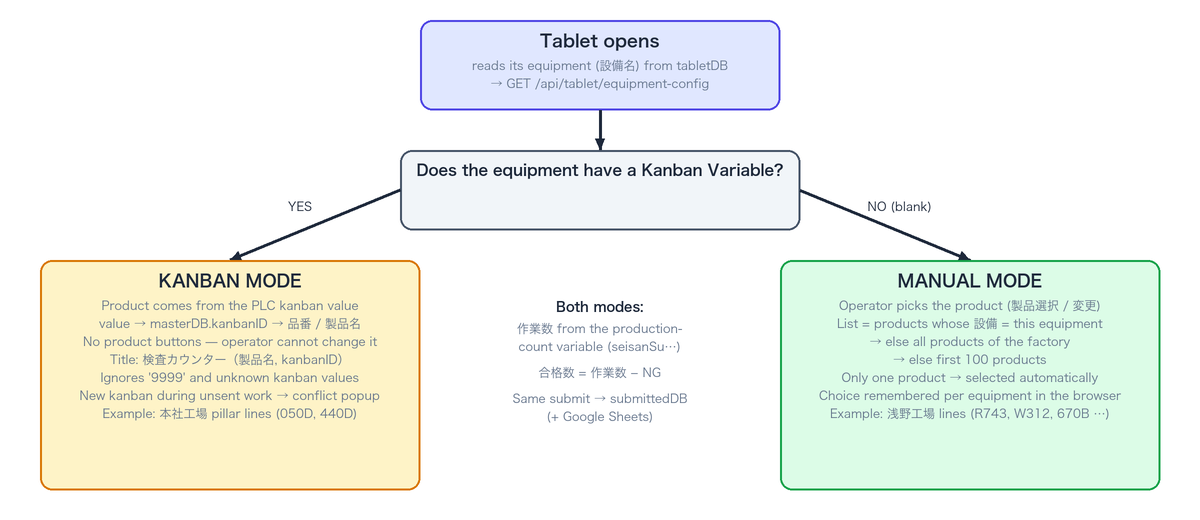 Tablet opens
reads its equipment (設備名) from tabletDB
→ GET /api/tablet/equipment-config
Does the equipment have a Kanban Variable?
YES
NO (blank)
KANBAN MODE
Product comes from the PLC kanban value
value → masterDB.kanbanID → 品番 / 製品名
No product buttons — operator cannot change it
Title: 検査カウンター（製品名, kanbanID）
Ignores '9999' and unknown kanban values
New kanban during unsent work → conflict popup
Example: 本社工場 pillar lines (050D, 440D)
Both modes:
作業数 from the production-
count variable (seisanSu…)
合格数 = 作業数 − NG
Same submit → submittedDB
(+ Google Sheets)
MANUAL MODE
Operator picks the product (製品選択 / 変更)
List = products whose 設備 = this equipment
→ else all products of the factory
→ else first 100 products
Only one product → selected automatically
Choice remembered per equipment in the browser
Example: 浅野工場 lines (R743, W312, 670B …)